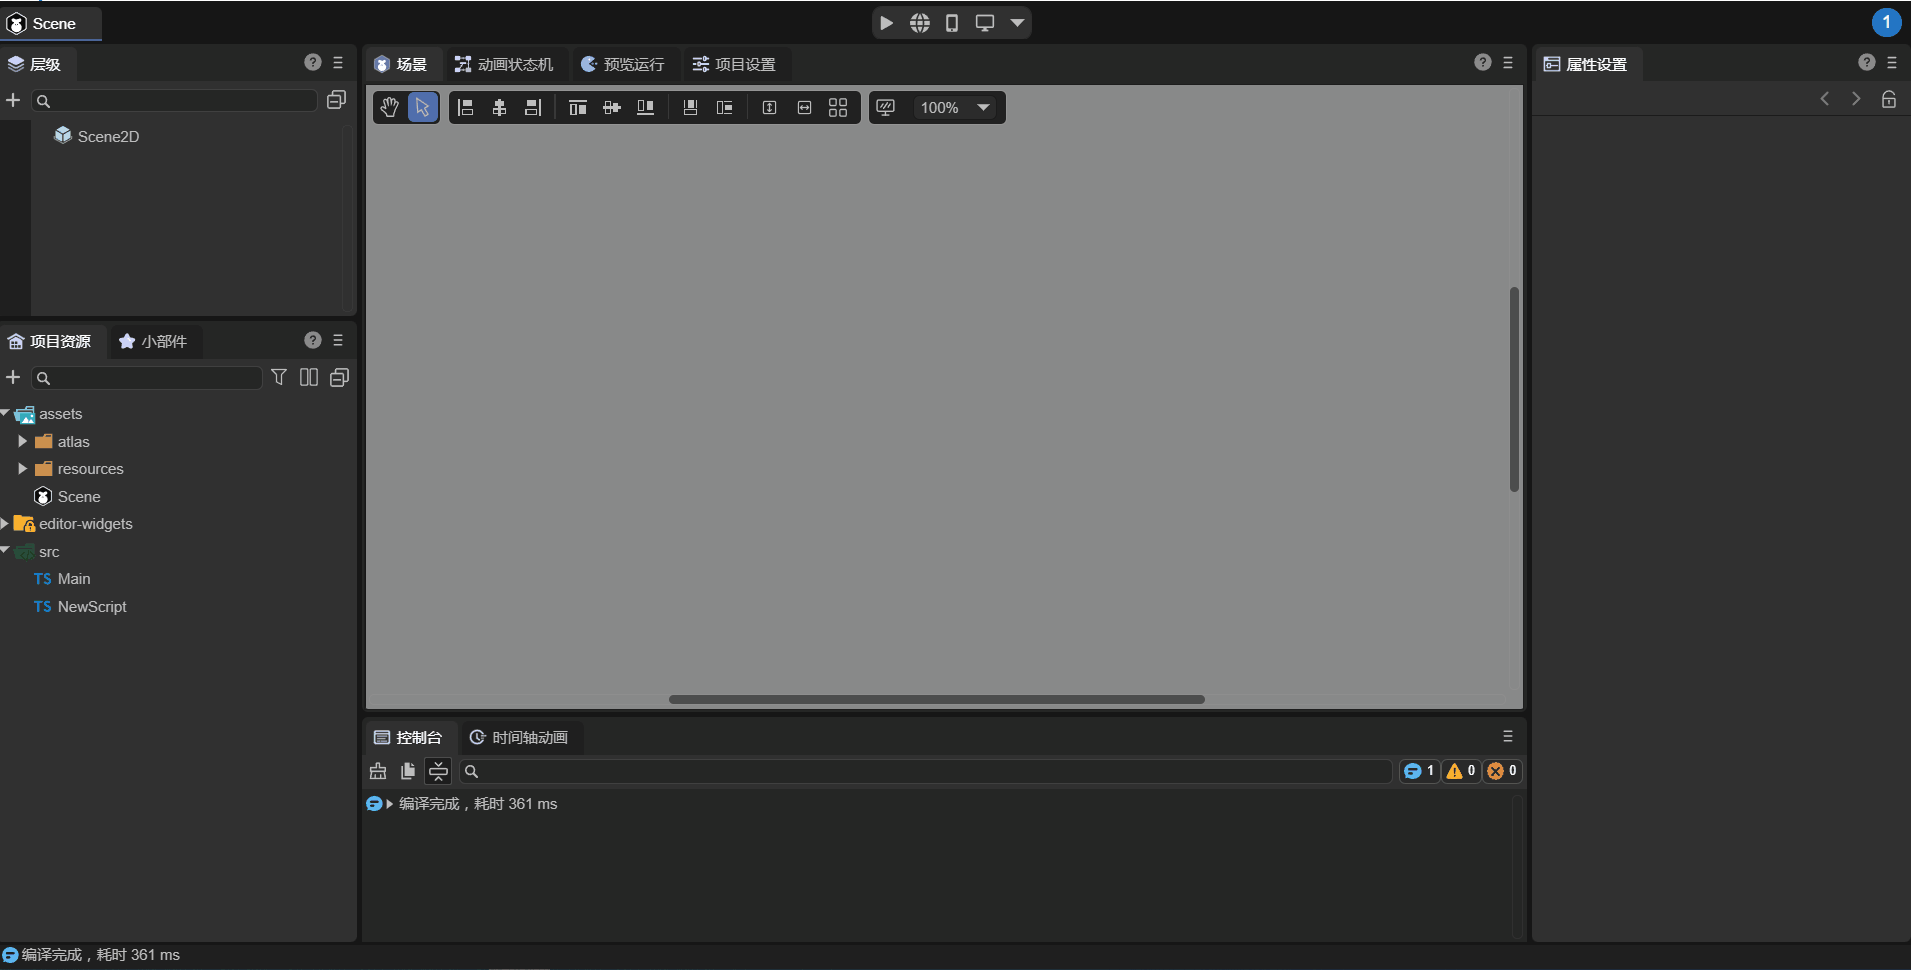 Scene
1
层级
Scene2D
项目资源
小部件
assets
atlas
resources
Scene
editor-widgets
src
TS Main
TS NewScript
场景
动画状态机
预览运行
项目设置
100%
控制台
时间轴动画
1
0
0
编译完成，耗时 361 ms
属性设置
编译完成，耗时 361 ms